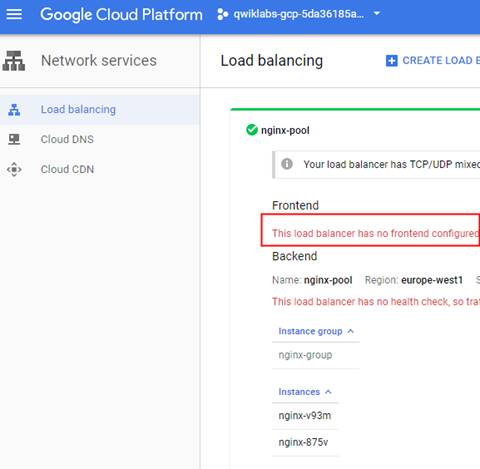 Google Cloud Platform
qwiklabs-gcp-5da36185a...
Network services
Load balancing
CREATE LOAD
Load balancing
Cloud DNS
Cloud CDN
nginx-pool
Your load balancer has TCP/UDP mixed
Frontend
This load balancer has no frontend configured
Backend
Name: nginx-pool Region: europe-west1 S
This load balancer has no health check, so tra
Instance group
nginx-group
Instances
nginx-v93m
nginx-875v